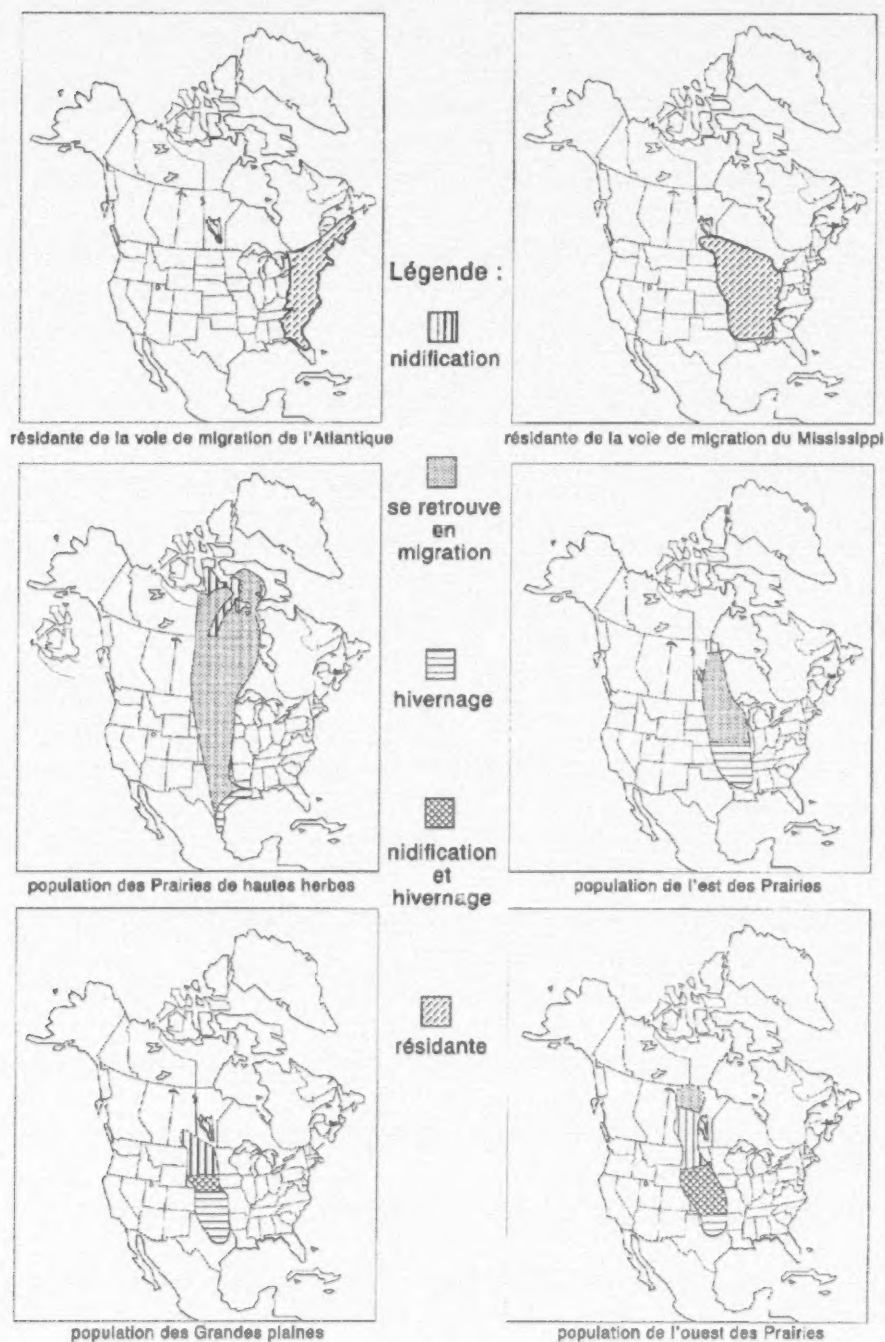 résidante de la voie de migration de l'Atlantique
Légende :
nidification
résidante de la voie de migration du Mississippi
se retrouve
en
migration
hivernage
nidification
et
hivernage
résidante
population des Prairies de hautes herbes
population de l'est des Prairies
population des Grandes plaines
population de l'ouest des Prairies